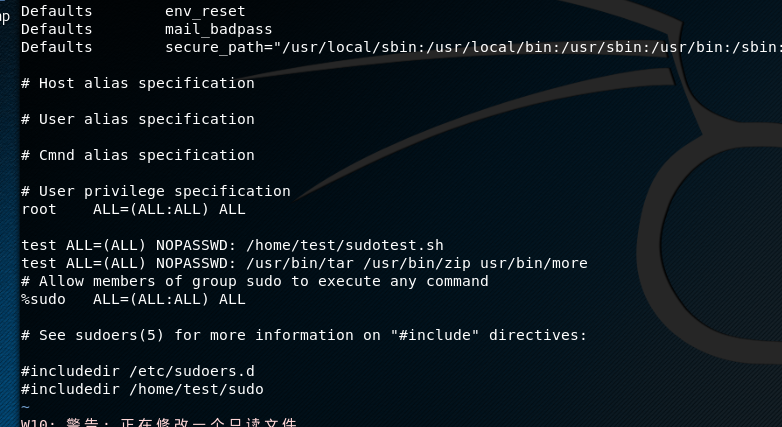 np
Defaults        env_reset
Defaults        mail_badpass
Defaults        secure_path="/usr/local/sbin:/usr/local/bin:/usr/sbin:/usr/bin:/sbin:
# Host alias specification
# User alias specification
# Cmnd alias specification
# User privilege specification
root    ALL=(ALL:ALL) ALL
test ALL=(ALL) NOPASSWD: /home/test/sudotest.sh
test ALL=(ALL) NOPASSWD: /usr/bin/tar /usr/bin/zip usr/bin/more
# Allow members of group sudo to execute any command
%sudo   ALL=(ALL:ALL) ALL
# See sudoers(5) for more information on "#include" directives:
#includedir /etc/sudoers.d
#includedir /home/test/sudo
~
W10: 警告: 正在修改一个只读文件